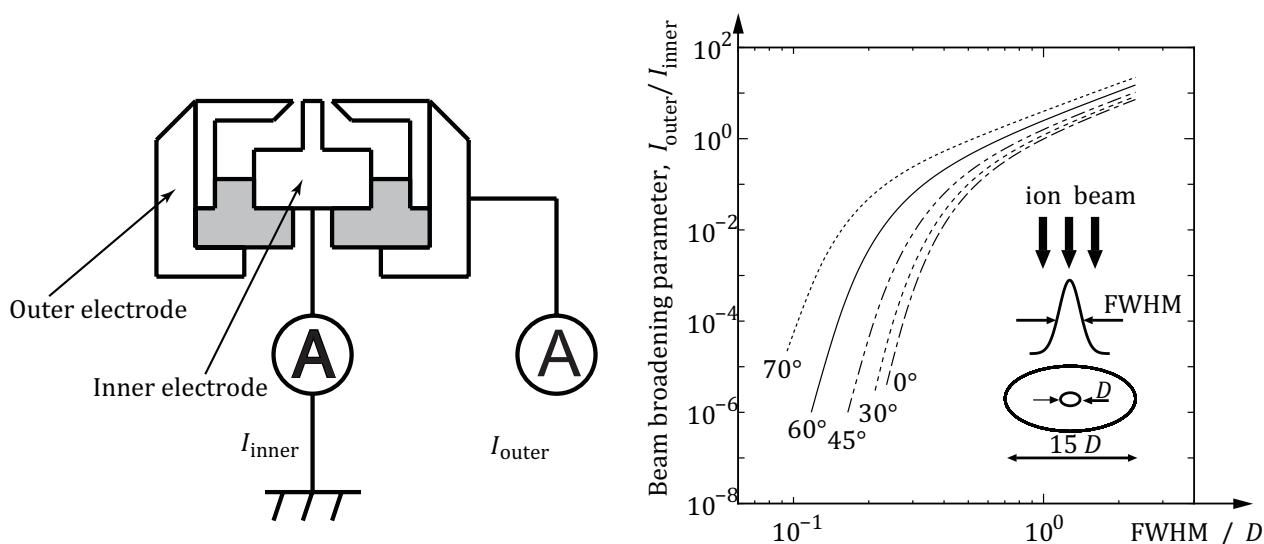 Outer electrode
Inner electrode
A
A
I_inner
I_outer
Beam broadening parameter, I_outer / I_inner
10^2
10^0
10^−2
10^−4
10^−6
10^−8
70°
60°
45°
30°
0°
ion beam
FWHM
D
15 D
10^−1
10^0
FWHM / D